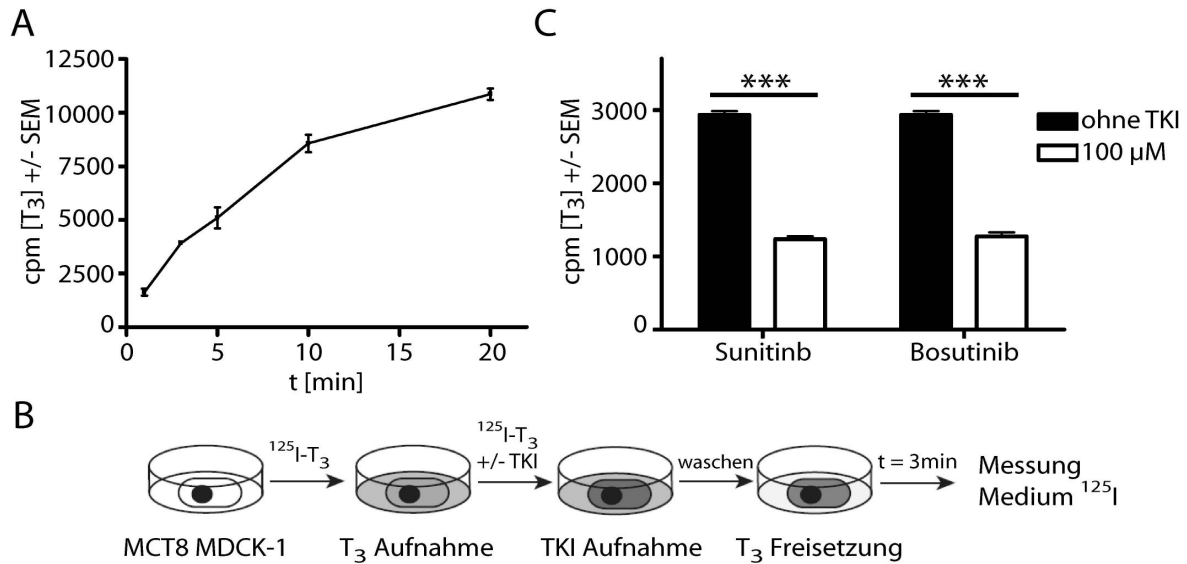 A
12500
10000
7500
5000
2500
0
cpm [T3] +/- SEM
0 5 10 15 20
t [min]
C
*** ***
3000
2000
1000
0
cpm [T3] +/- SEM
Sunitinb Bosutinib
ohne TKI
100 µM
B
125I-T3
125I-T3
+/- TKI
waschen
t = 3min
Messung
Medium 125I
MCT8 MDCK-1 T3 Aufnahme TKI Aufnahme T3 Freisetzung